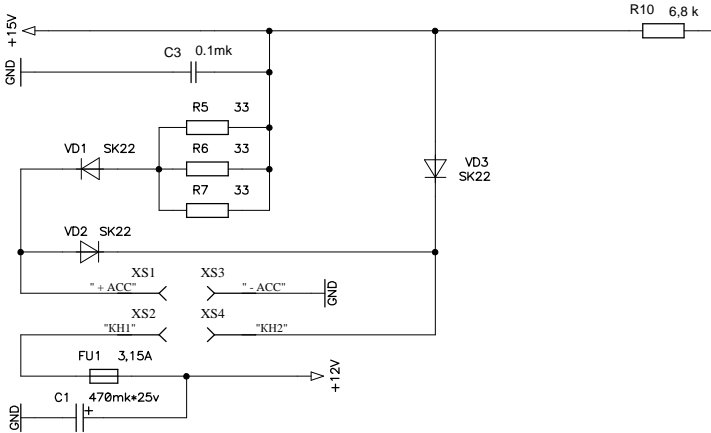 R10 6,8 k
+15V
C3 0.1mk
GND
R5 33
R6 33
R7 33
VD1 SK22
VD3
SK22
VD2 SK22
XS1 XS3
"+ACC" "-ACC"
GND
XS2 XS4
"KH1" "KH2"
FU1 3,15A
+12V
C1 470mk*25v
+
GND